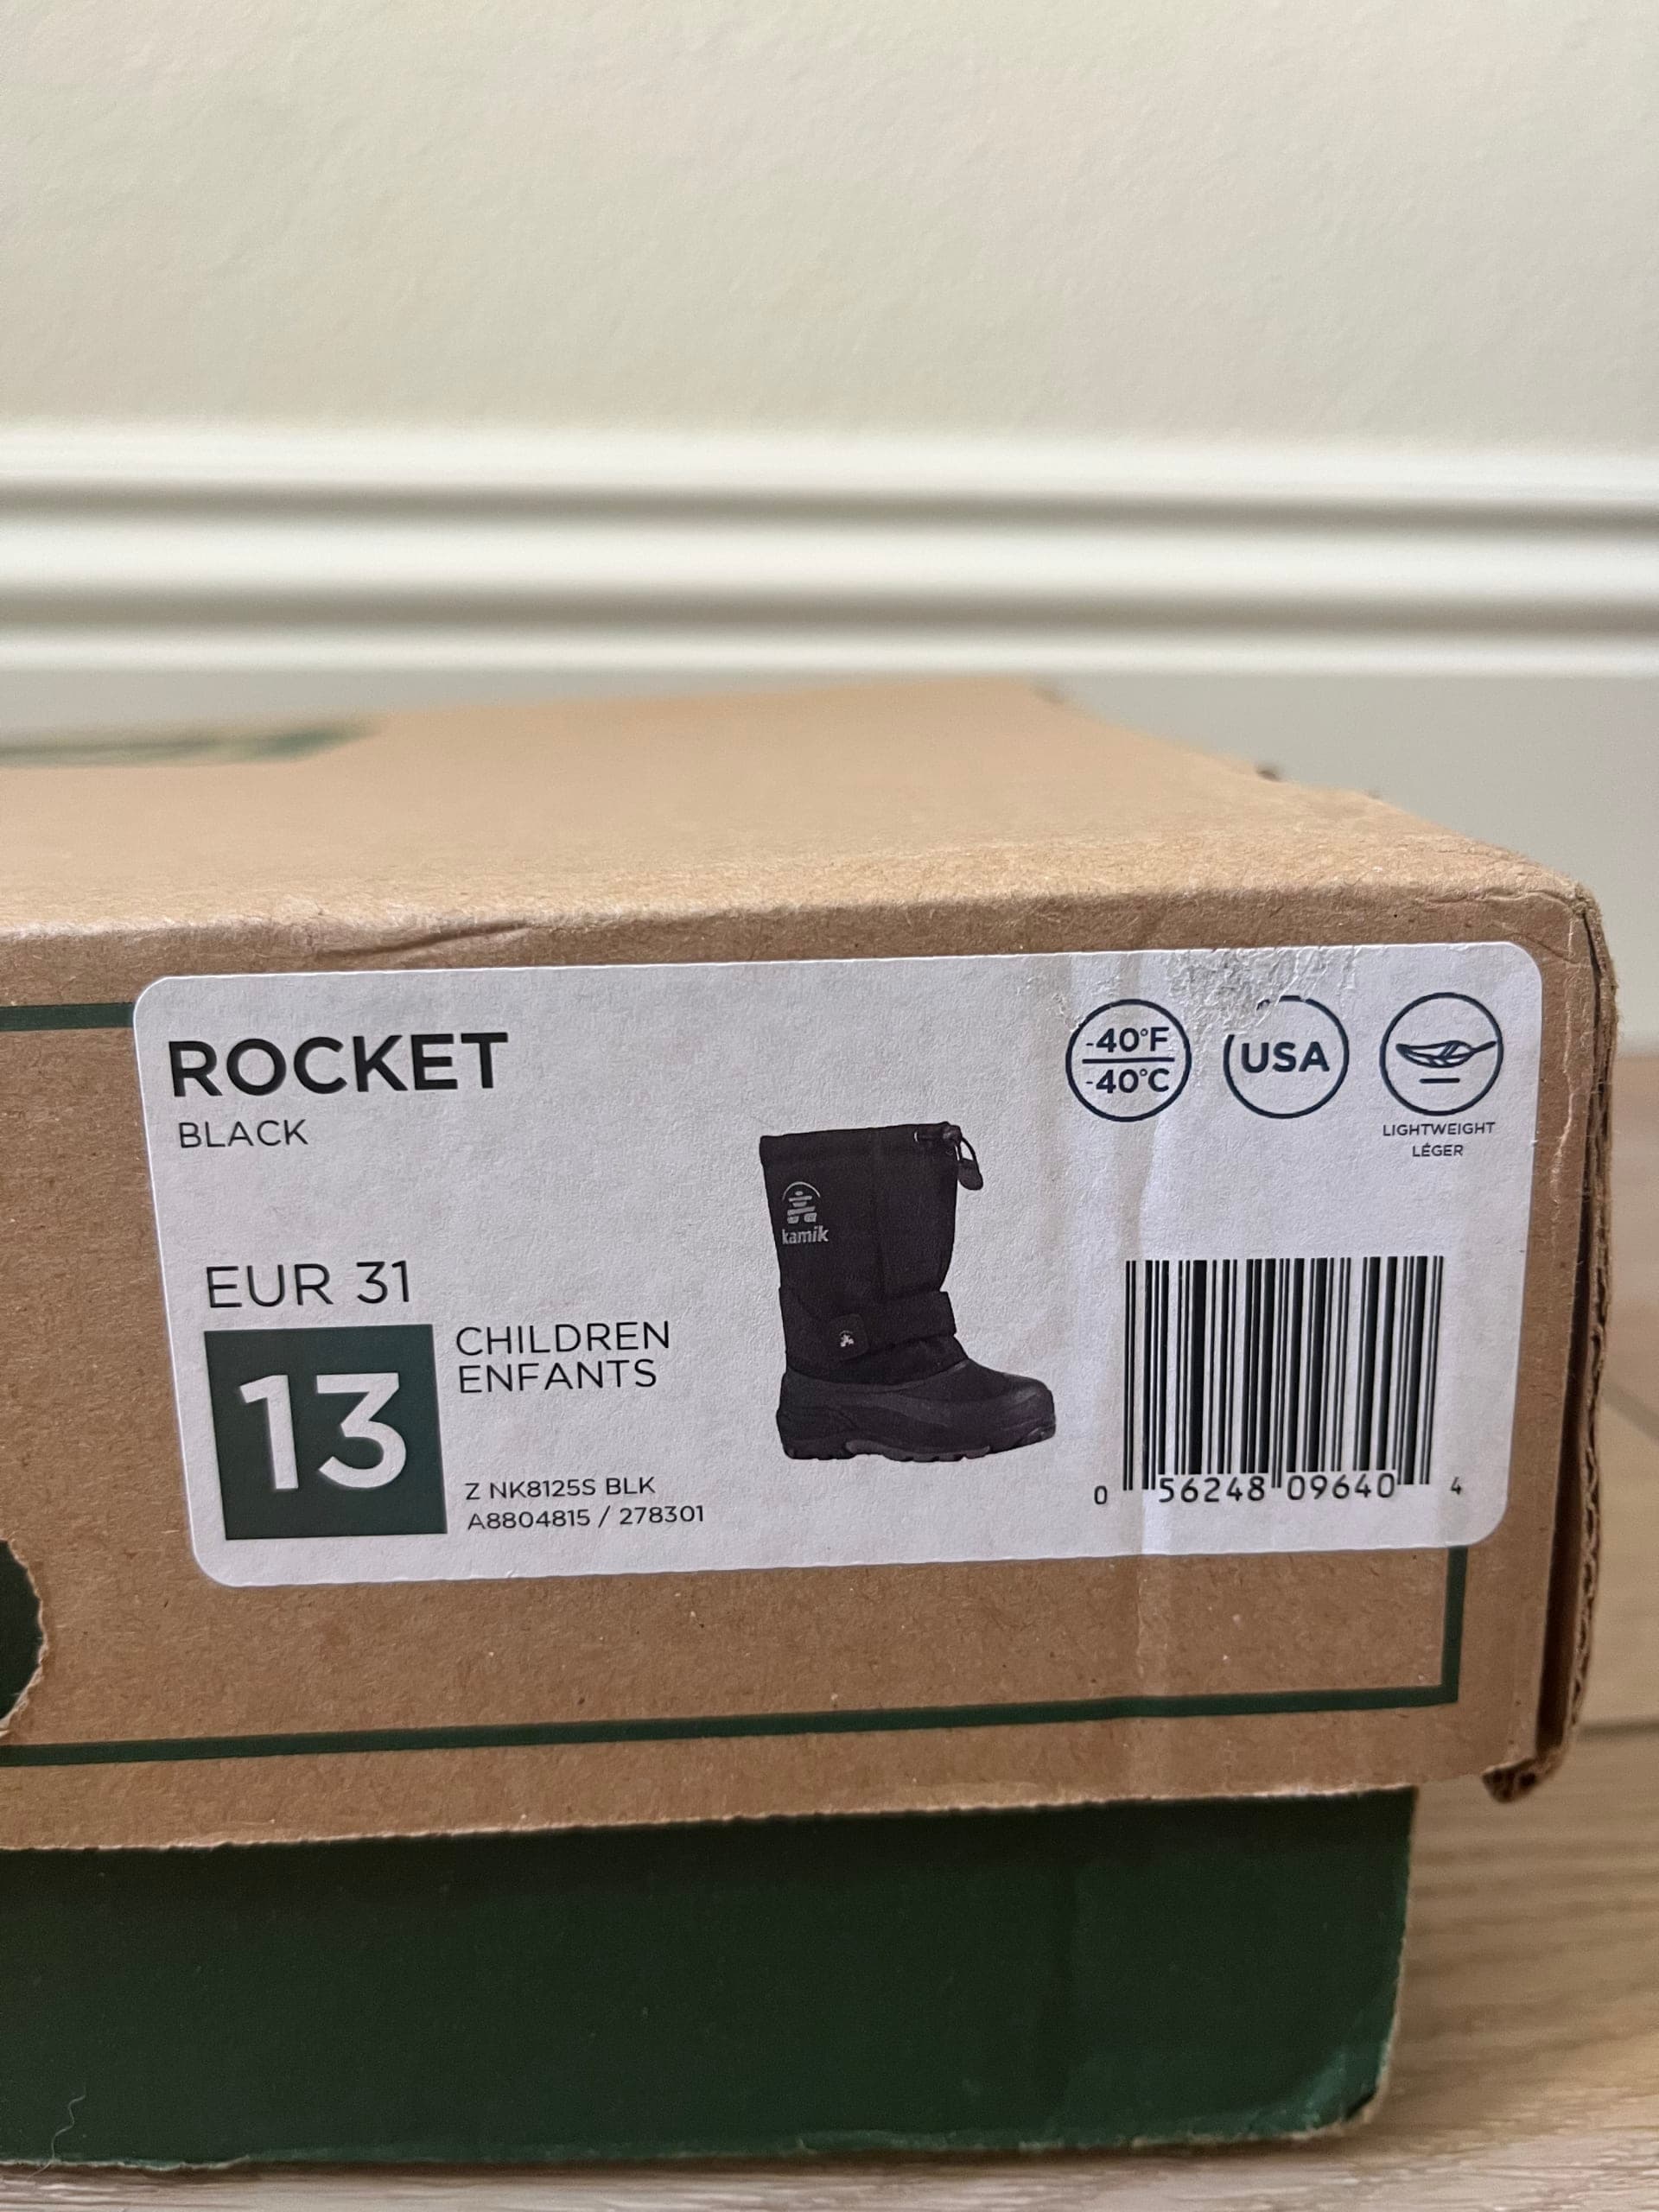 ROCKET
BLACK
-40°F
-40°C
USA
LIGHTWEIGHT
LÉGER
kamik
EUR 31
13
CHILDREN
ENFANTS
Z NK8125S BLK
A8804815 / 278301
0 56248 09640 4